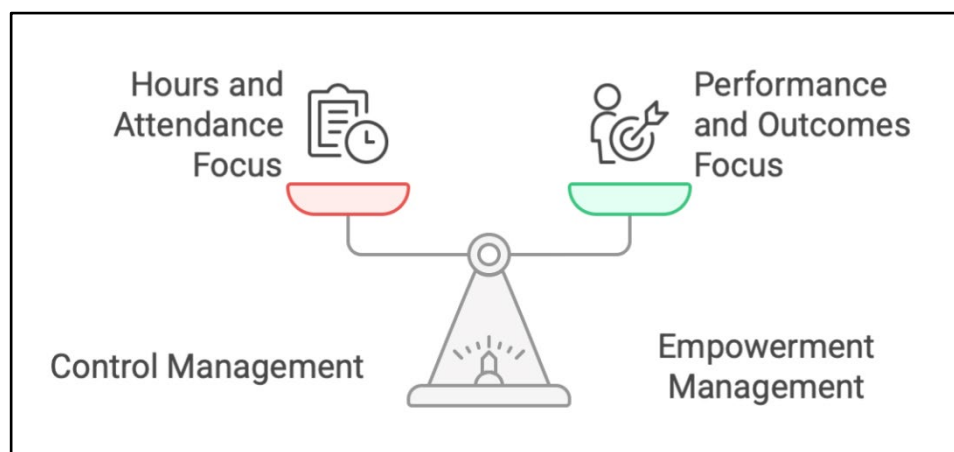 Hours and
Attendance
Focus
Performance
and Outcomes
Focus
Control Management
Empowerment
Management